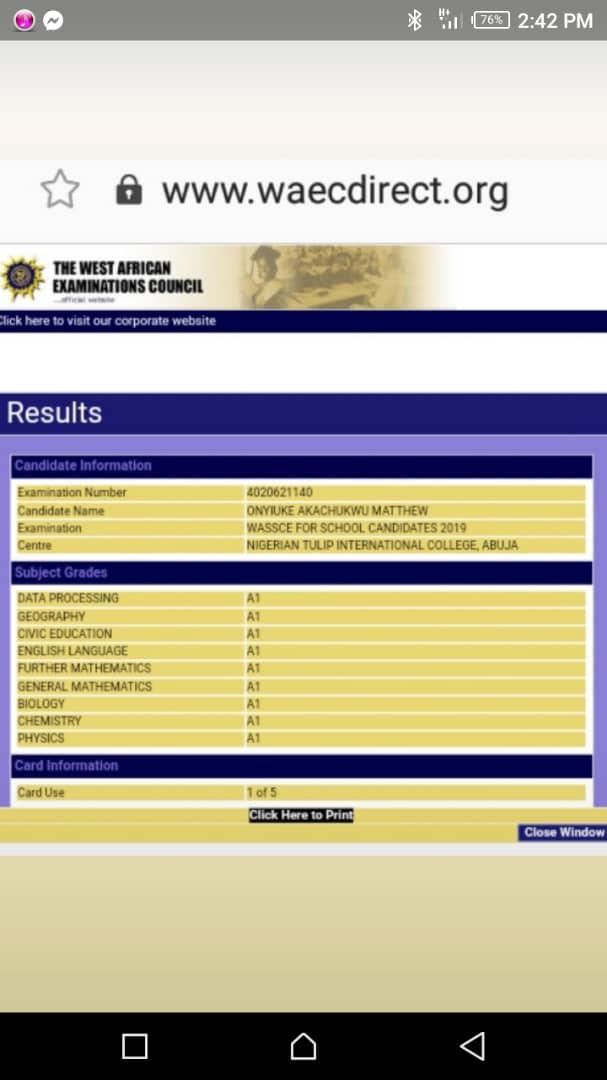 H+
76%
2:42 PM
www.waecdirect.org
THE WEST AFRICAN
EXAMINATIONS COUNCIL
...official website
Click here to visit our corporate website
Results
Candidate Information
Examination Number 4020621140
Candidate Name ONYIUKE AKACHUKWU MATTHEW
Examination WASSCE FOR SCHOOL CANDIDATES 2019
Centre NIGERIAN TULIP INTERNATIONAL COLLEGE, ABUJA
Subject Grades
DATA PROCESSING A1
GEOGRAPHY A1
CIVIC EDUCATION A1
ENGLISH LANGUAGE A1
FURTHER MATHEMATICS A1
GENERAL MATHEMATICS A1
BIOLOGY A1
CHEMISTRY A1
PHYSICS A1
Card Information
Card Use 1 of 5
Click Here to Print
Close Window